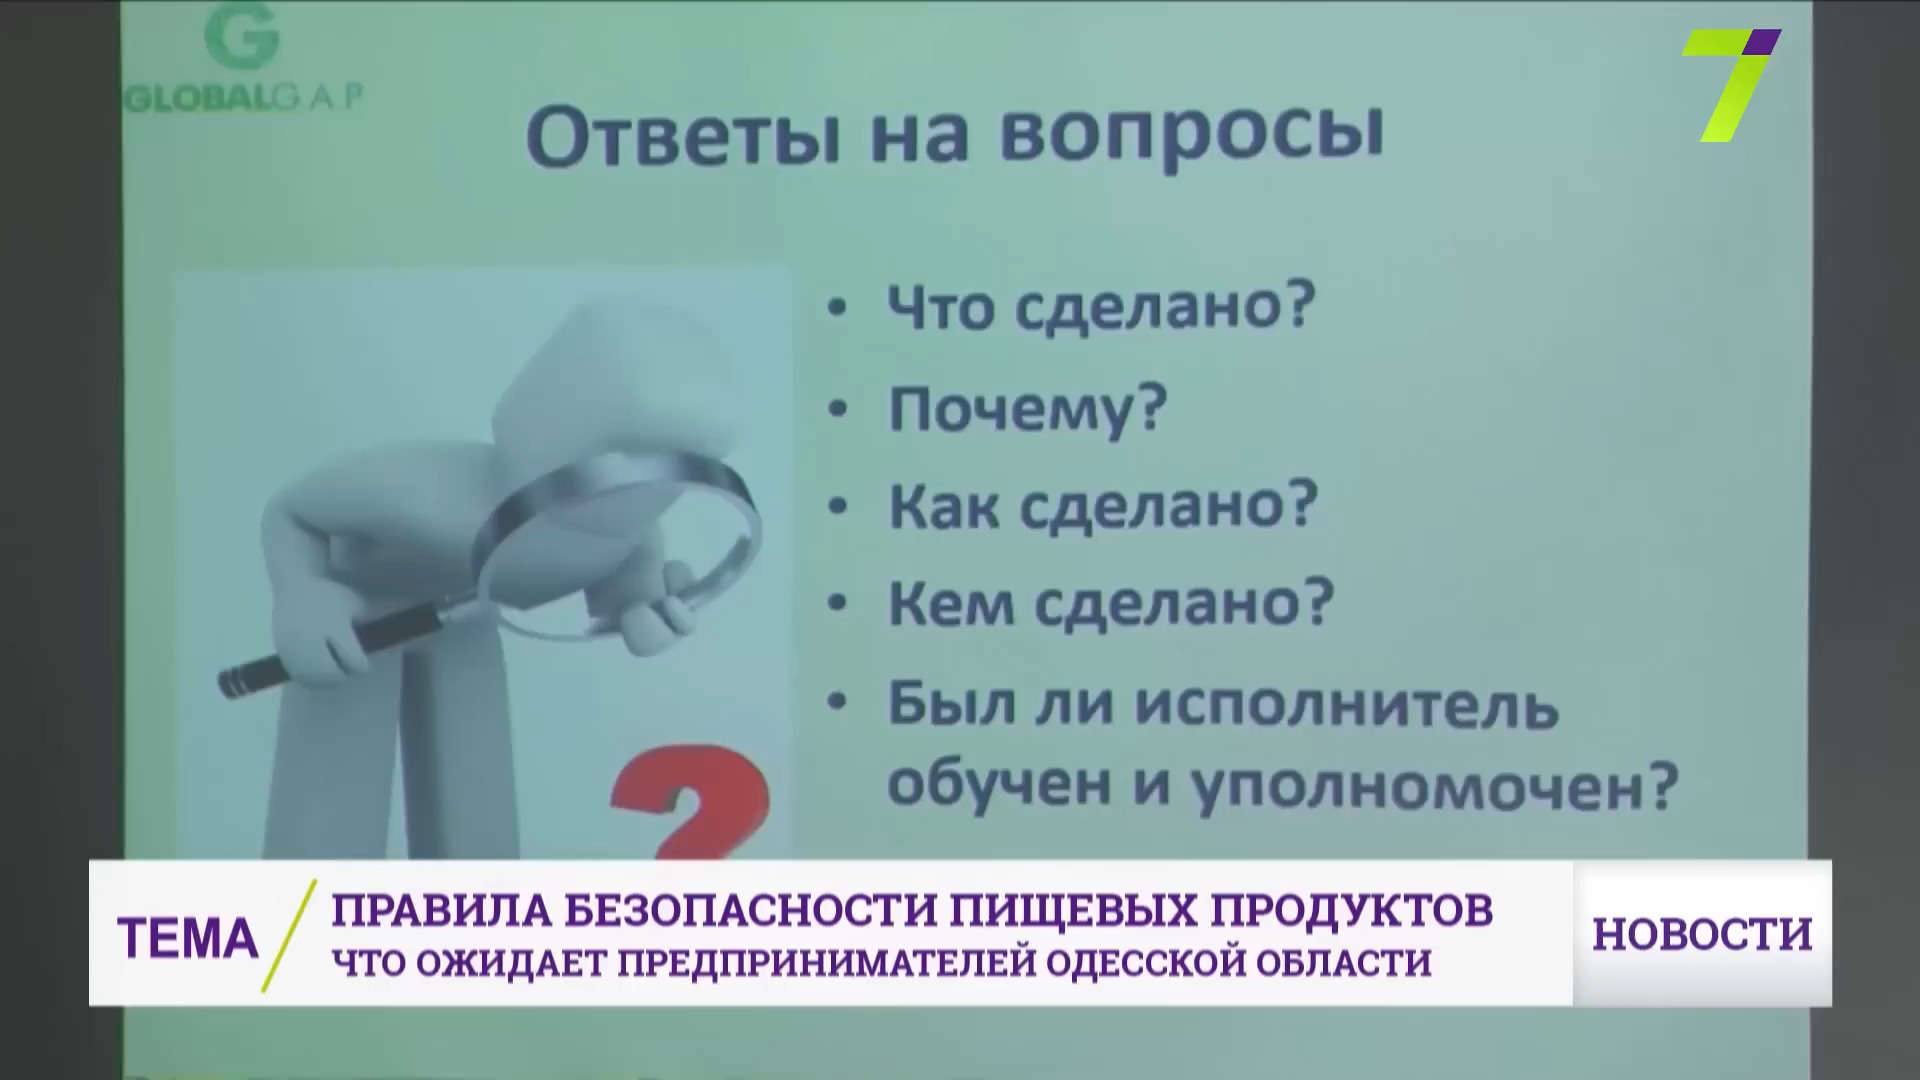 G
GLOBALG.A.P
7
Ответы на вопросы
• Что сделано?
• Почему?
• Как сделано?
• Кем сделано?
• Был ли исполнитель
обучен и уполномочен?
?
ТЕМА
ПРАВИЛА БЕЗОПАСНОСТИ ПИЩЕВЫХ ПРОДУКТОВ
ЧТО ОЖИДАЕТ ПРЕДПРИНИМАТЕЛЕЙ ОДЕССКОЙ ОБЛАСТИ
НОВОСТИ